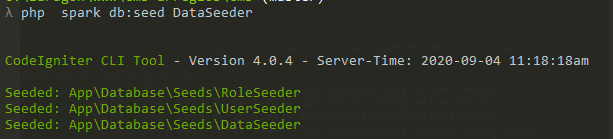 λ php  spark db:seed DataSeeder
CodeIgniter CLI Tool - Version 4.0.4 - Server-Time: 2020-09-04 11:18:18am
Seeded: App\Database\Seeds\RoleSeeder
Seeded: App\Database\Seeds\UserSeeder
Seeded: App\Database\Seeds\DataSeeder